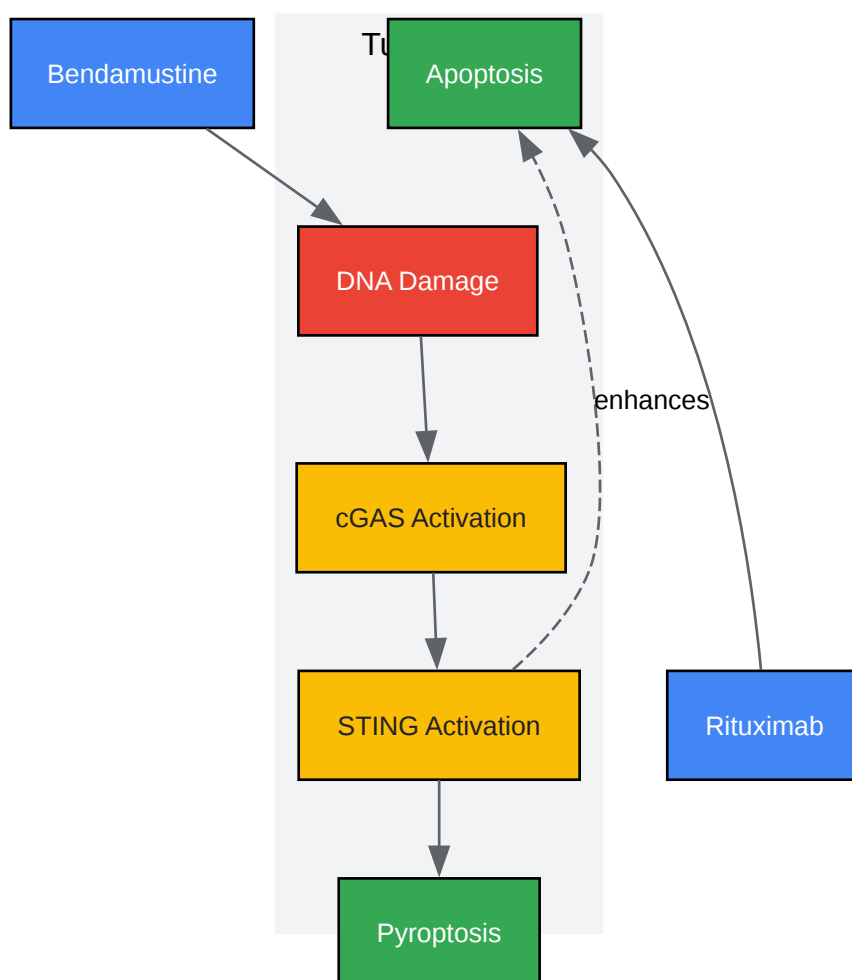 Bendamustine
Apoptosis
DNA Damage
enhances
cGAS Activation
STING Activation
Rituximab
Pyroptosis